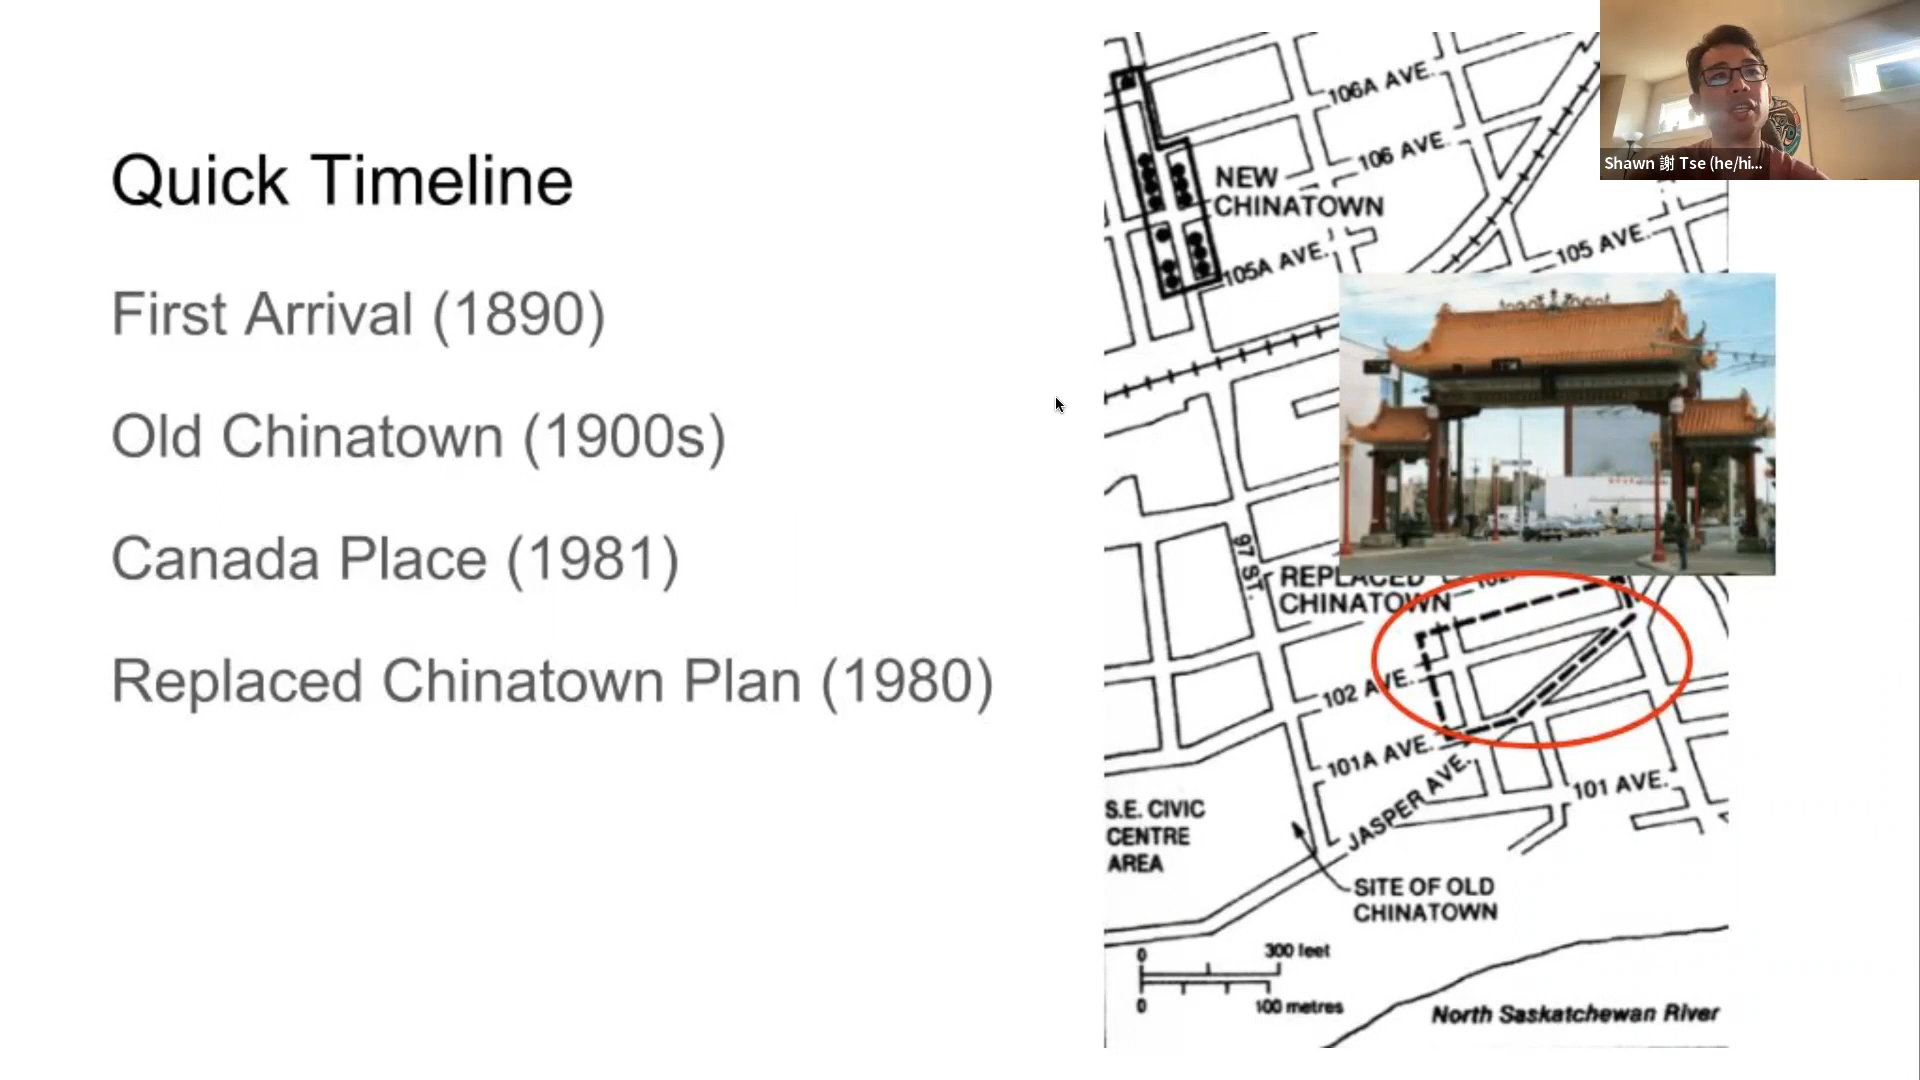 Quick Timeline
First Arrival (1890)
Old Chinatown (1900s)
Canada Place (1981)
Replaced Chinatown Plan (1980)
106A AVE.
106 AVE.
NEW
CHINATOWN
105A AVE.
105 AVE.
97 ST.
REPLACED
CHINATOWN
102 AVE.
101A AVE.
JASPER AVE.
101 AVE.
S.E. CIVIC
CENTRE
AREA
SITE OF OLD
CHINATOWN
0 300 feet
0 100 metres
North Saskatchewan River
Shawn 謝 Tse (he/hi...